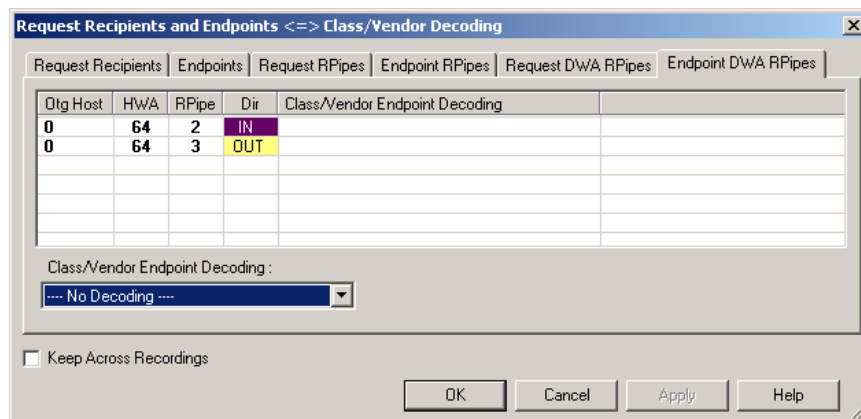 Request Recipients and Endpoints <=> Class/Vendor Decoding
Request Recipients Endpoints Request RPipes Endpoint RPipes Request DWA RPipes Endpoint DWA RPipes
Otg Host HWA RPipe Dir Class/Vendor Endpoint Decoding
0 64 2 IN
0 64 3 OUT
Class/Vendor Endpoint Decoding :
---- No Decoding ----
Keep Across Recordings
OK Cancel Apply Help